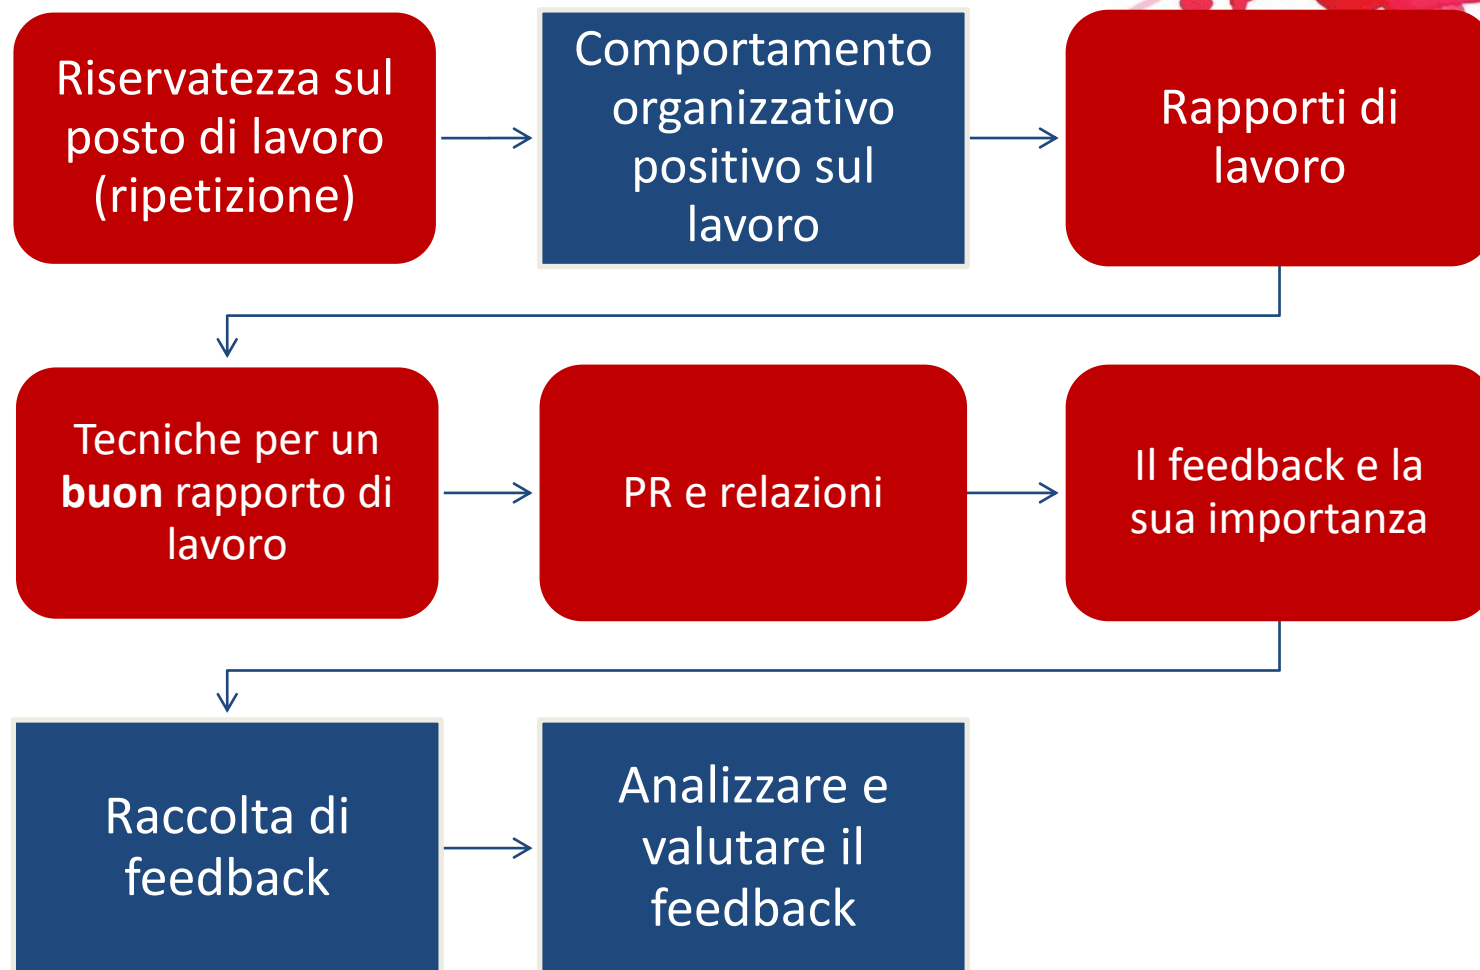 Riservatezza sul
posto di lavoro
(ripetizione)
Comportamento
organizzativo
positivo sul
lavoro
Rapporti di
lavoro
Tecniche per un
buon rapporto di
lavoro
PR e relazioni
Il feedback e la
sua importanza
Raccolta di
feedback
Analizzare e
valutare il
feedback